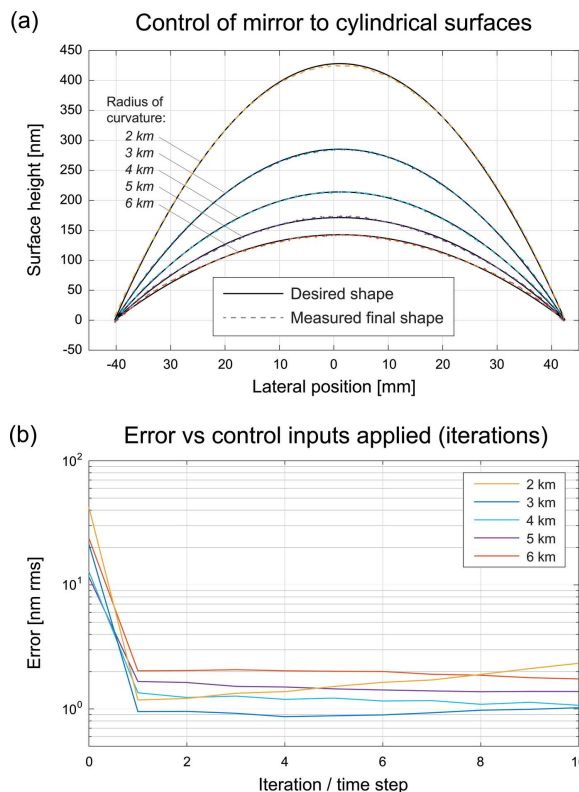 (a)
Control of mirror to cylindrical surfaces
450
400
350
300
250
200
150
100
50
0
-50
Surface height [nm]
Radius of
curvature:
2 km
3 km
4 km
5 km
6 km
Desired shape
Measured final shape
-40 30 20 10 0 10 20 30 40
Lateral position [mm]
(b)
Error vs control inputs applied (iterations)
10²
10¹
10⁰
Error [nm rms]
2 km
3 km
4 km
5 km
6 km
0 2 4 6 8 10
Iteration / time step